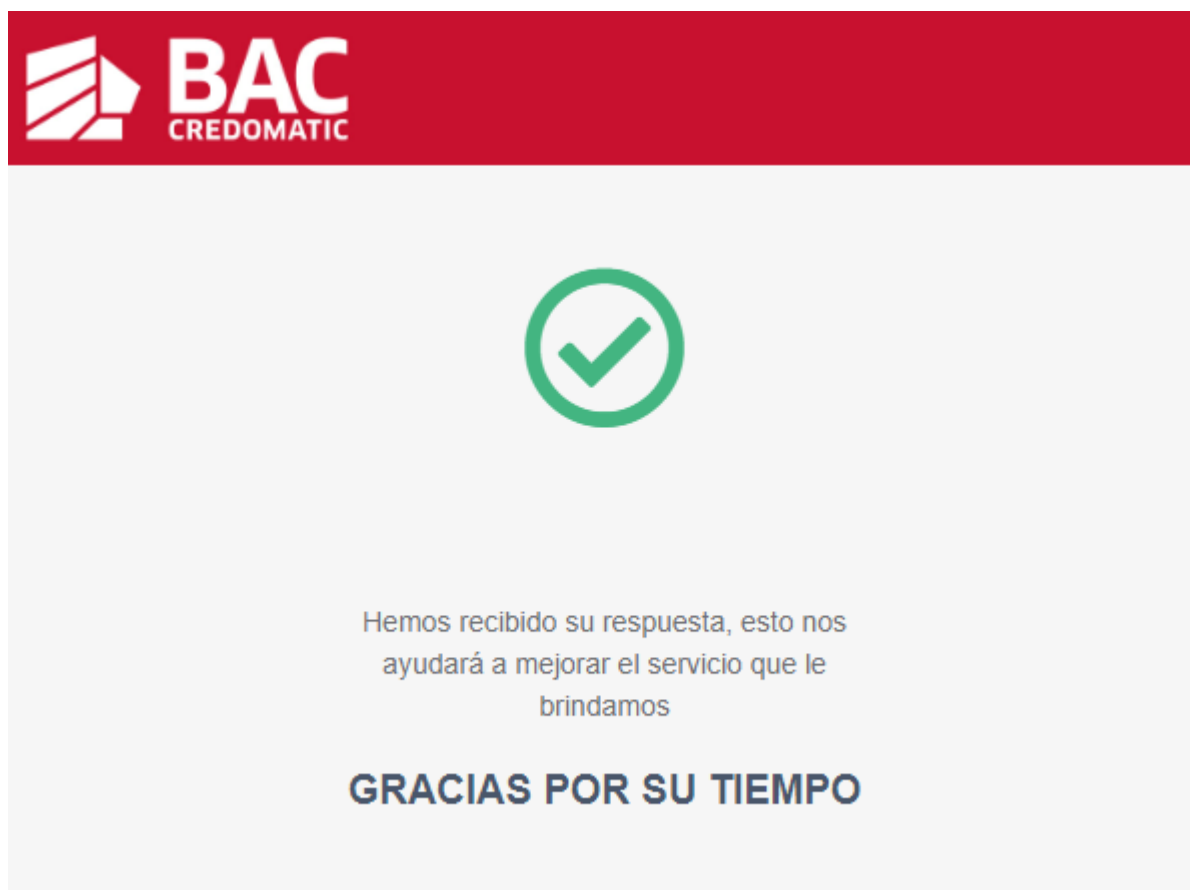 BAC
CREDOMATIC
Hemos recibido su respuesta, esto nos
ayudará a mejorar el servicio que le
brindamos
GRACIAS POR SU TIEMPO